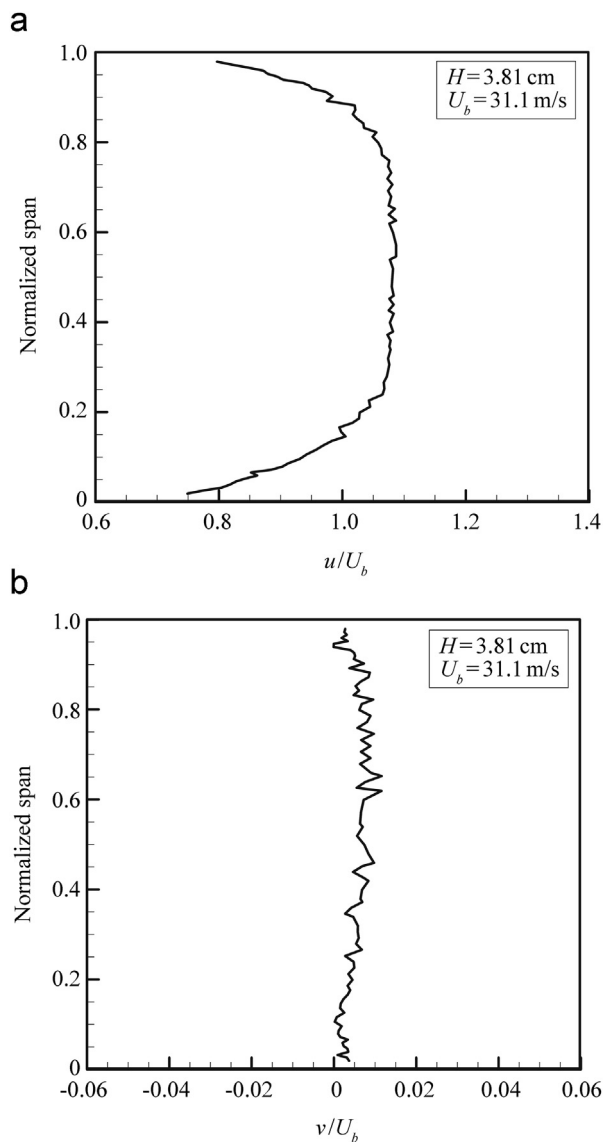 a
1.0
H = 3.81 cm
U_b = 31.1 m/s
0.8
0.6
Normalized span
0.4
0.2
0
0.6 0.8 1.0 1.2 1.4
u/U_b
b
1.0
H = 3.81 cm
U_b = 31.1 m/s
0.8
0.6
Normalized span
0.4
0.2
0
-0.06 -0.04 -0.02 0 0.02 0.04 0.06
v/U_b